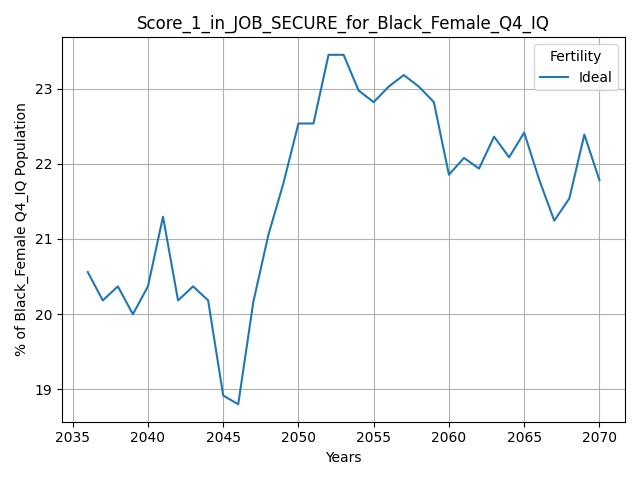 Score_1_in_JOB_SECURE_for_Black_Female_Q4_IQ
Fertility
Ideal
% of Black_Female Q4_IQ Population
23
22
21
20
19
2035 2040 2045 2050 2055 2060 2065 2070
Years